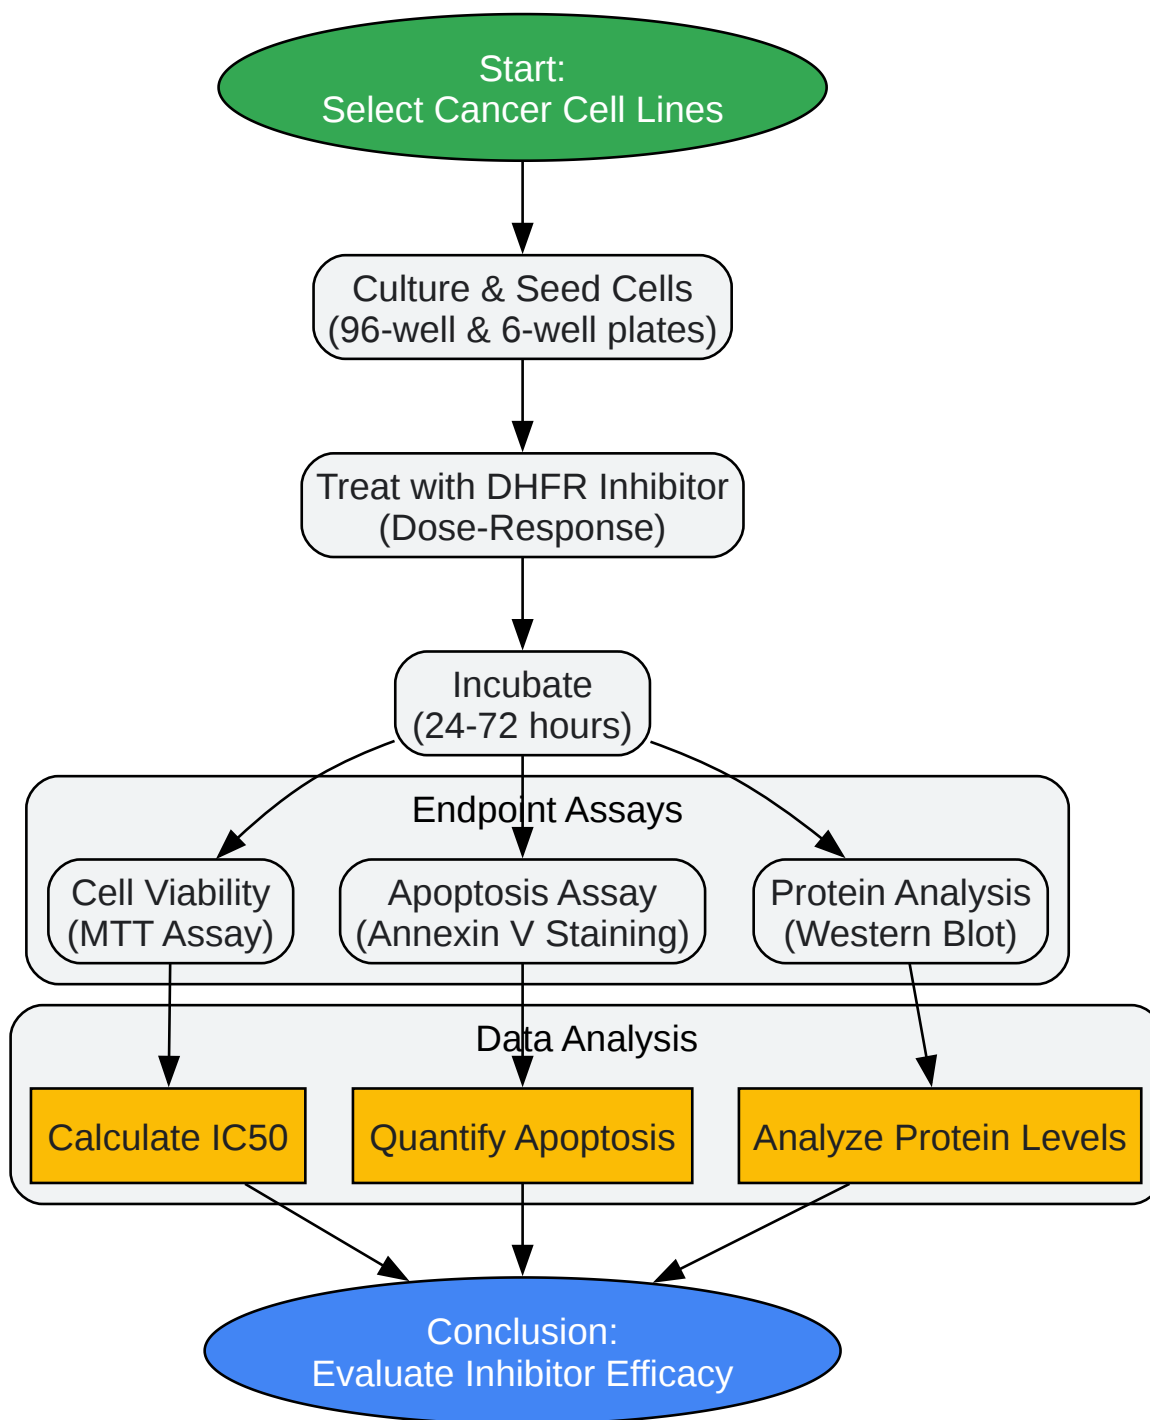 Start:
Select Cancer Cell Lines
Culture & Seed Cells
(96-well & 6-well plates)
Treat with DHFR Inhibitor
(Dose-Response)
Incubate
(24-72 hours)
Endpoint Assays
Cell Viability
(MTT Assay)
Apoptosis Assay
(Annexin V Staining)
Protein Analysis
(Western Blot)
Data Analysis
Calculate IC50
Quantify Apoptosis
Analyze Protein Levels
Conclusion:
Evaluate Inhibitor Efficacy